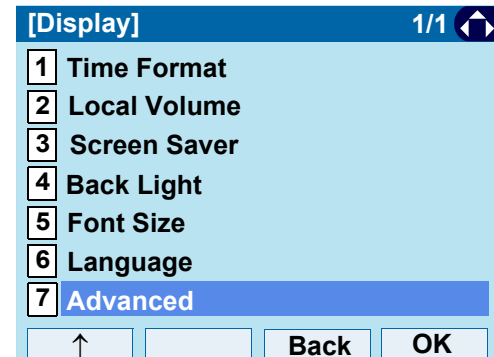 [Display] 1/1
1 Time Format
2 Local Volume
3 Screen Saver
4 Back Light
5 Font Size
6 Language
7 Advanced
↑ Back OK